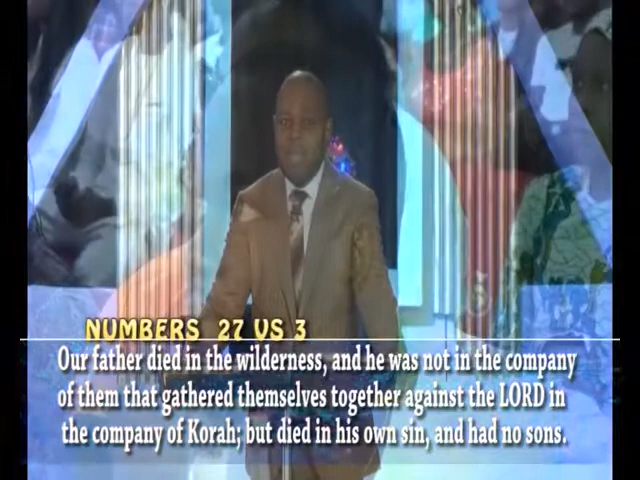 NUMBERS 27 VS 3
Our father died in the wilderness, and he was not in the company
of them that gathered themselves together against the LORD in
the company of Korah; but died in his own sin, and had no sons.